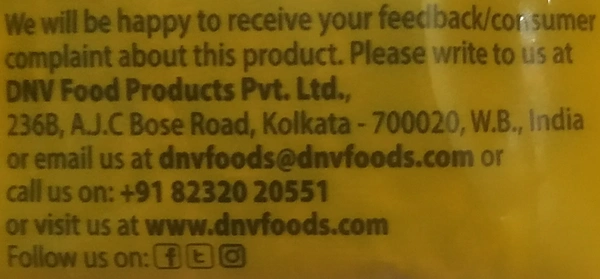 We will be happy to receive your feedback/consumer
complaint about this product. Please write to us at
DNV Food Products Pvt. Ltd.,
236B, A.J.C Bose Road, Kolkata - 700020, W.B., India
or email us at dnvfoods@dnvfoods.com or
call us on: +91 82320 20551
or visit us at www.dnvfoods.com
Follow us on: